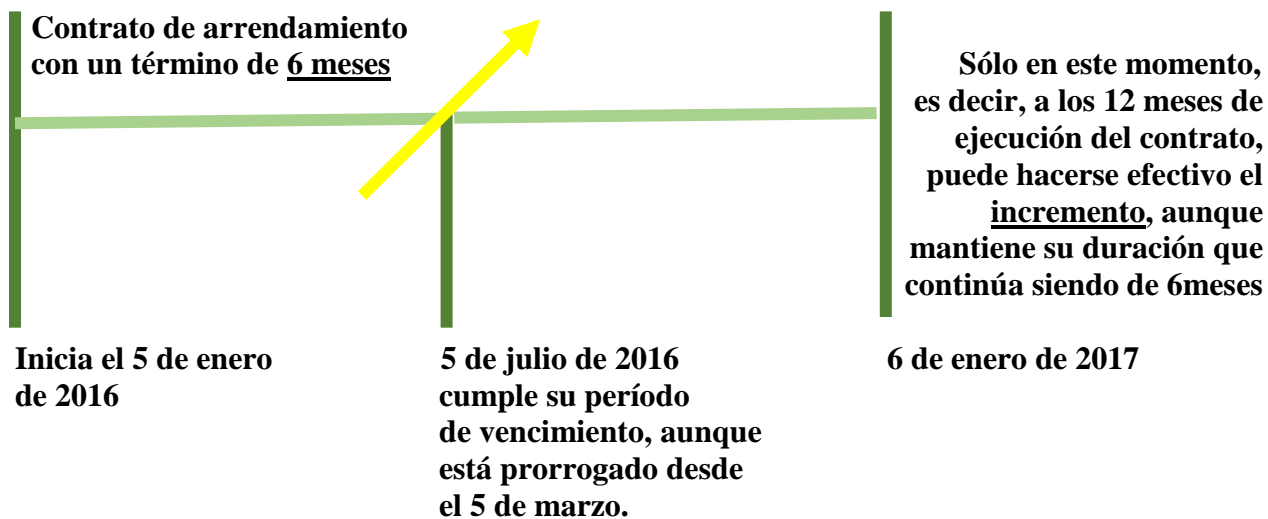 Contrato de arrendamiento
con un término de 6 meses
Sólo en este momento,
es decir, a los 12 meses de
ejecución del contrato,
puede hacerse efectivo el
incremento, aunque
mantiene su duración que
continúa siendo de 6meses
Inicia el 5 de enero
de 2016
5 de julio de 2016
cumple su período
de vencimiento, aunque
está prorrogado desde
el 5 de marzo.
6 de enero de 2017